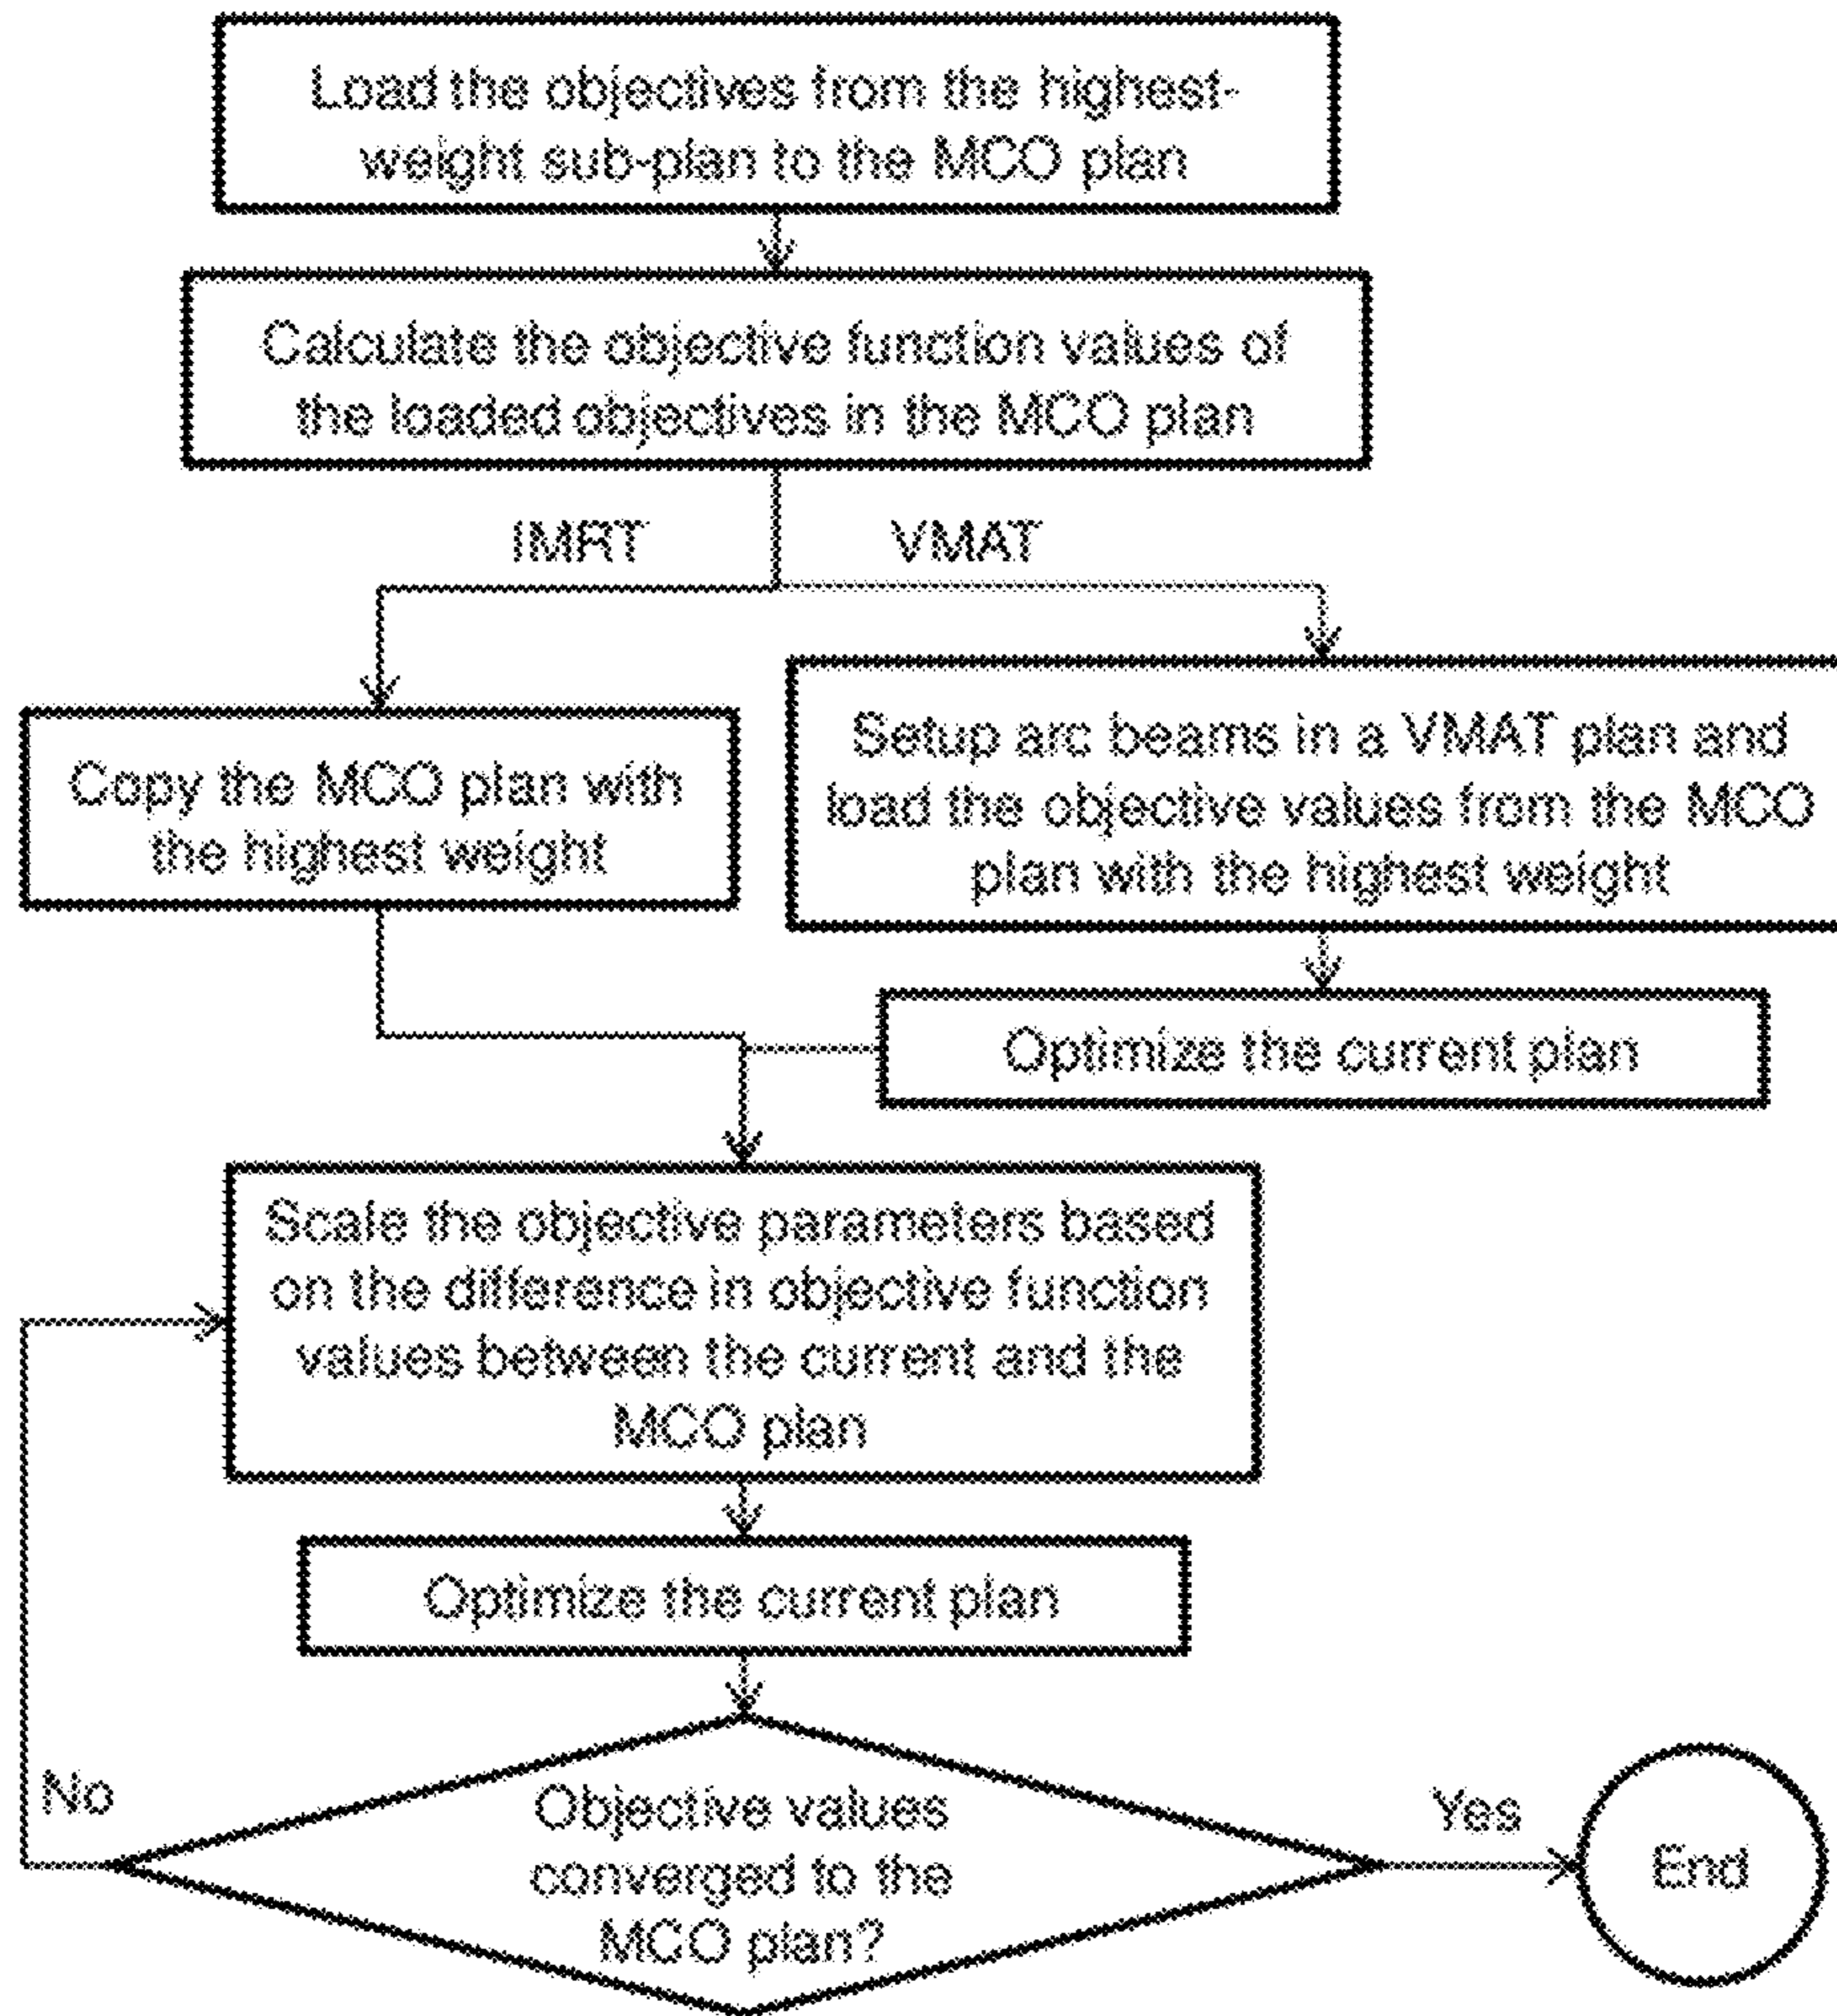 Load the objectives from the highest-
weight sub-plan to the MCO plan
Calculate the objective function values of
the loaded objectives in the MCO plan
IMRT
VMAT
Copy the MCO plan with
the highest weight
Setup arc beams in a VMAT plan and
load the objective values from the MCO
plan with the highest weight
Optimize the current plan
Scale the objective parameters based
on the difference in objective function
values between the current and the
MCO plan
Optimize the current plan
No
Objective values
converged to the
MCO plan?
Yes
End